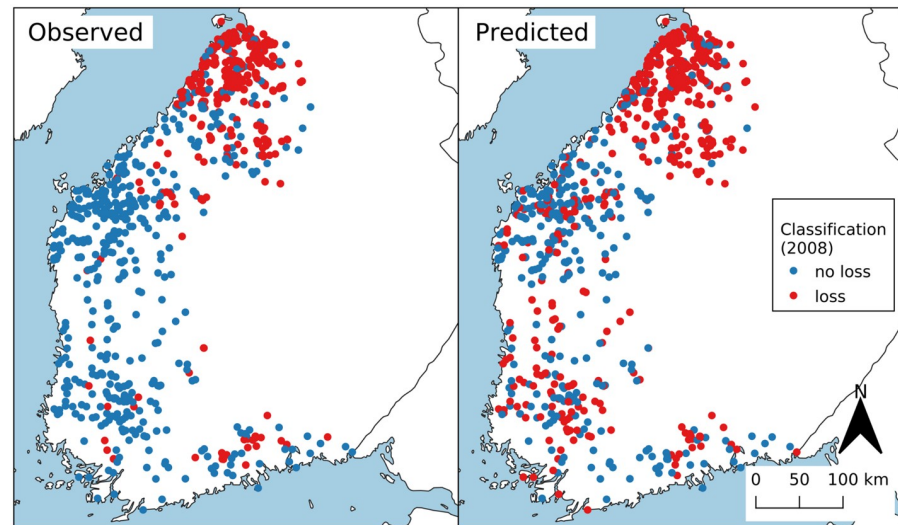 Observed
Predicted
Classification
(2008)
no loss
loss
N
0 50 100 km